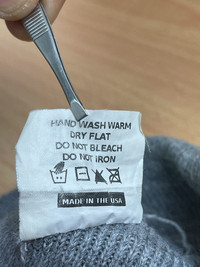 HAND WASH WARM
DRY FLAT
DO NOT BLEACH
DO NOT IRON
MADE IN THE USA